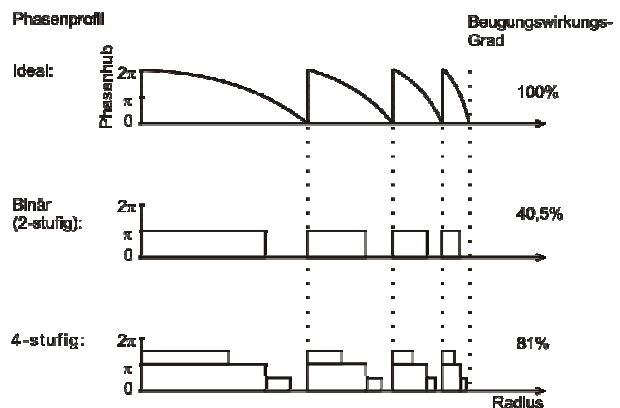 Phasenprofil
Beugungswirkungs-
Grad
Ideal:
Phasenhub
2π
π
0
100%
Binär
(2-stufig):
2π
π
0
40,5%
4-stufig:
2π
π
0
81%
Radius